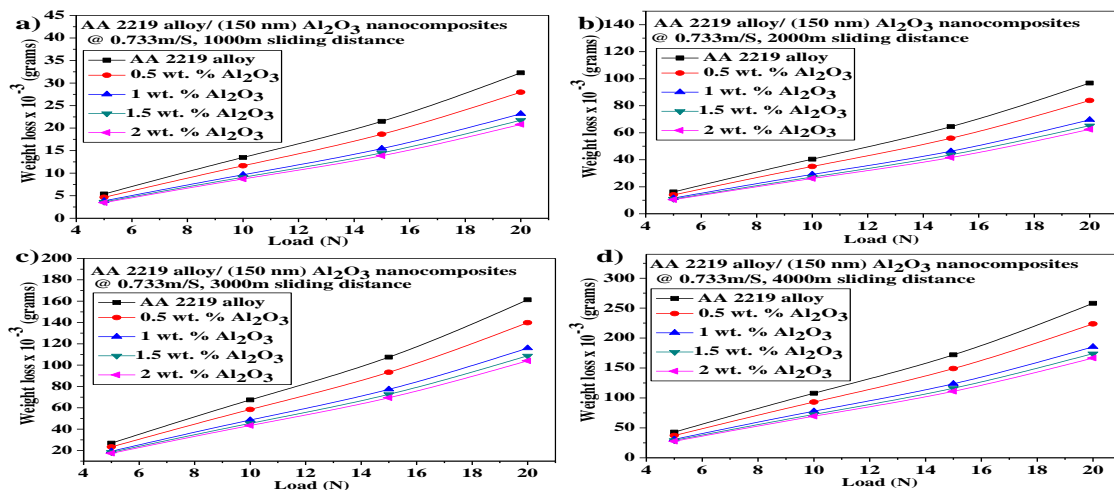 a)
AA 2219 alloy/ (150 nm) Al₂O₃ nanocomposites
@ 0.733m/S, 1000m sliding distance
AA 2219 alloy
0.5 wt. % Al₂O₃
1 wt. % Al₂O₃
1.5 wt. % Al₂O₃
2 wt. % Al₂O₃
Weight loss x 10⁻³ (grams)
45
40
35
30
25
20
15
10
5
0
4 6 8 10 12 14 16 18 20
Load (N)
b)
AA 2219 alloy/ (150 nm) Al₂O₃ nanocomposites
@ 0.733m/S, 2000m sliding distance
AA 2219 alloy
0.5 wt. % Al₂O₃
1 wt. % Al₂O₃
1.5 wt. % Al₂O₃
2 wt. % Al₂O₃
Weight loss x 10⁻³ (grams)
140
120
100
80
60
40
20
0
4 6 8 10 12 14 16 18 20
Load (N)
c)
AA 2219 alloy/ (150 nm) Al₂O₃ nanocomposites
@ 0.733m/S, 3000m sliding distance
AA 2219 alloy
0.5 wt. % Al₂O₃
1 wt. % Al₂O₃
1.5 wt. % Al₂O₃
2 wt. % Al₂O₃
Weight loss x 10⁻³ (grams)
200
180
160
140
120
100
80
60
40
20
4 6 8 10 12 14 16 18 20
Load (N)
d)
AA 2219 alloy/ (150 nm) Al₂O₃ nanocomposites
@ 0.733m/S, 4000m sliding distance
AA 2219 alloy
0.5 wt. % Al₂O₃
1 wt. % Al₂O₃
1.5 wt. % Al₂O₃
2 wt. % Al₂O₃
Weight loss x 10⁻³ (grams)
300
250
200
150
100
50
0
4 6 8 10 12 14 16 18 20
Load (N)